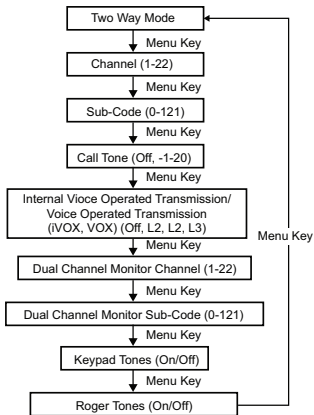 Two Way Mode
Menu Key
Channel (1-22)
Menu Key
Sub-Code (0-121)
Menu Key
Call Tone (Off, -1-20)
Menu Key
Internal Vioce Operated Transmission/
Voice Operated Transmission
(iVOX, VOX) (Off, L2, L2, L3)
Menu Key
Dual Channel Monitor Channel (1-22)
Menu Key
Dual Channel Monitor Sub-Code (0-121)
Menu Key
Keypad Tones (On/Off)
Menu Key
Roger Tones (On/Off)
Menu Key